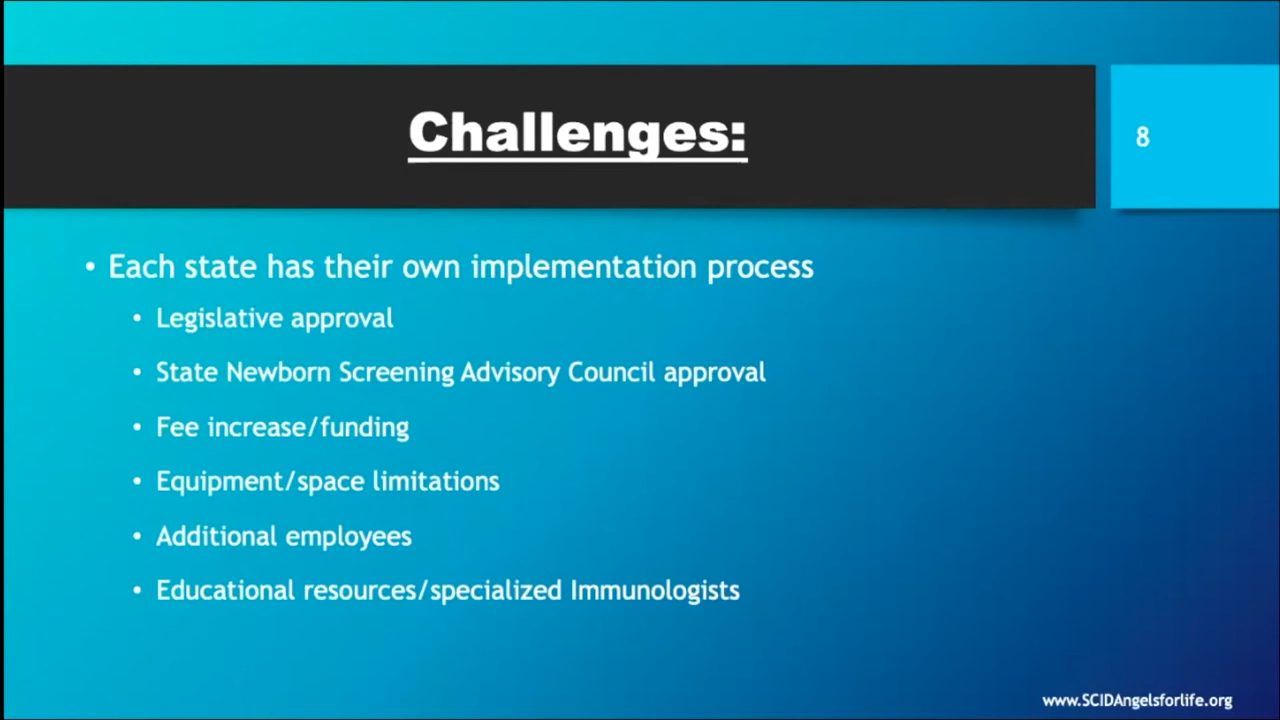 Challenges:
8
• Each state has their own implementation process
• Legislative approval
• State Newborn Screening Advisory Council approval
• Fee increase/funding
• Equipment/space limitations
• Additional employees
• Educational resources/specialized Immunologists
www.SCIDAngelsforlife.org